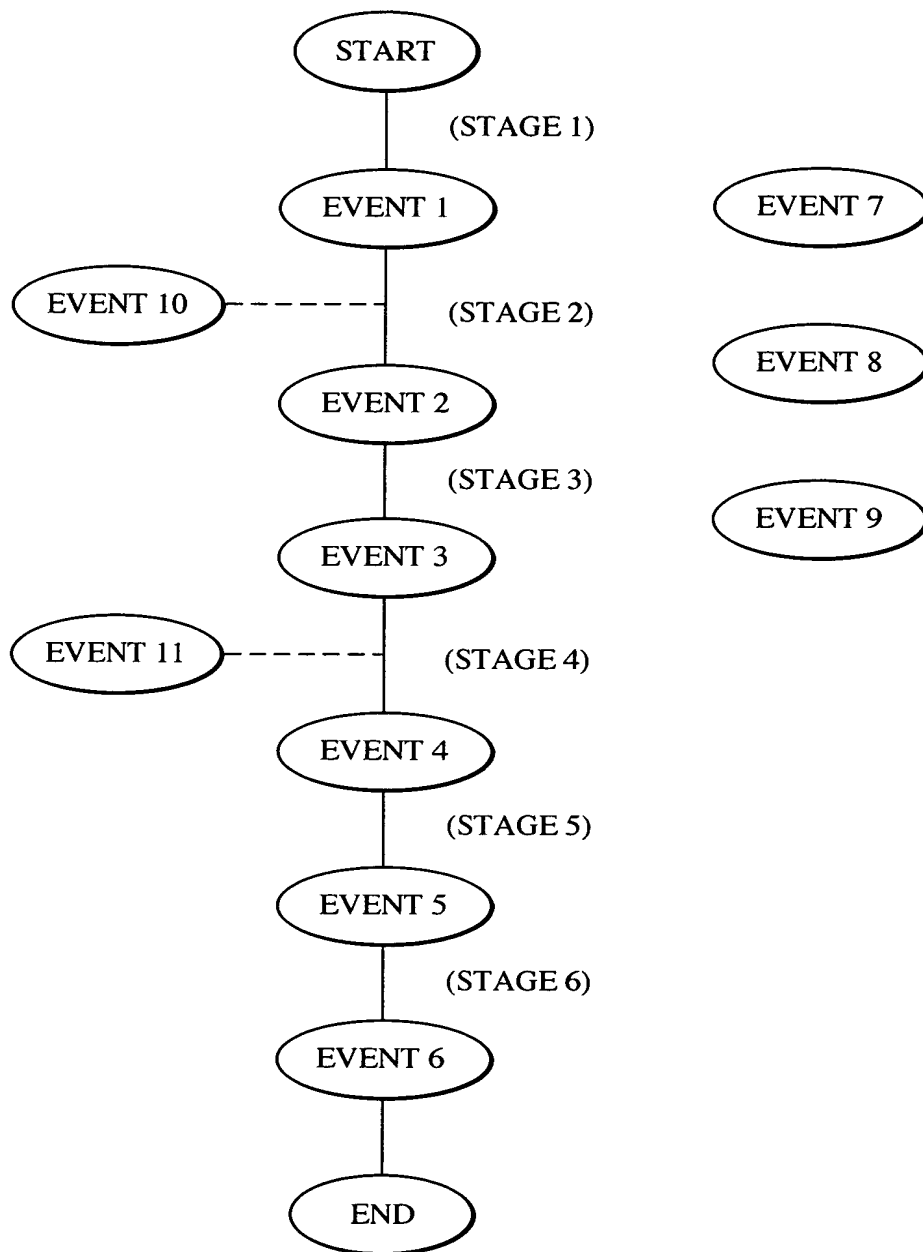 START
(STAGE 1)
EVENT 1
EVENT 7
EVENT 10
(STAGE 2)
EVENT 8
EVENT 2
(STAGE 3)
EVENT 9
EVENT 3
EVENT 11
(STAGE 4)
EVENT 4
(STAGE 5)
EVENT 5
(STAGE 6)
EVENT 6
END